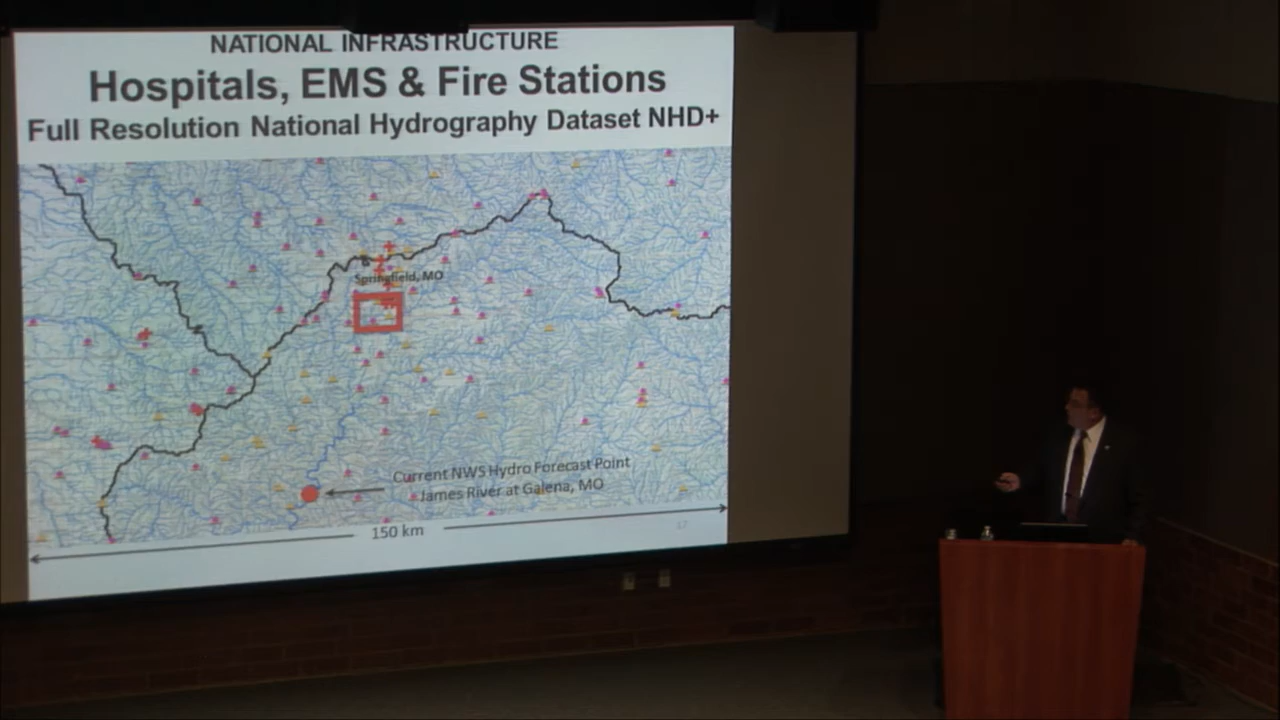 NATIONAL INFRASTRUCTURE
Hospitals, EMS & Fire Stations
Full Resolution National Hydrography Dataset NHD+
Springfield, MO
Current NWS Hydro Forecast Point
James River at Galena, MO
150 km
17